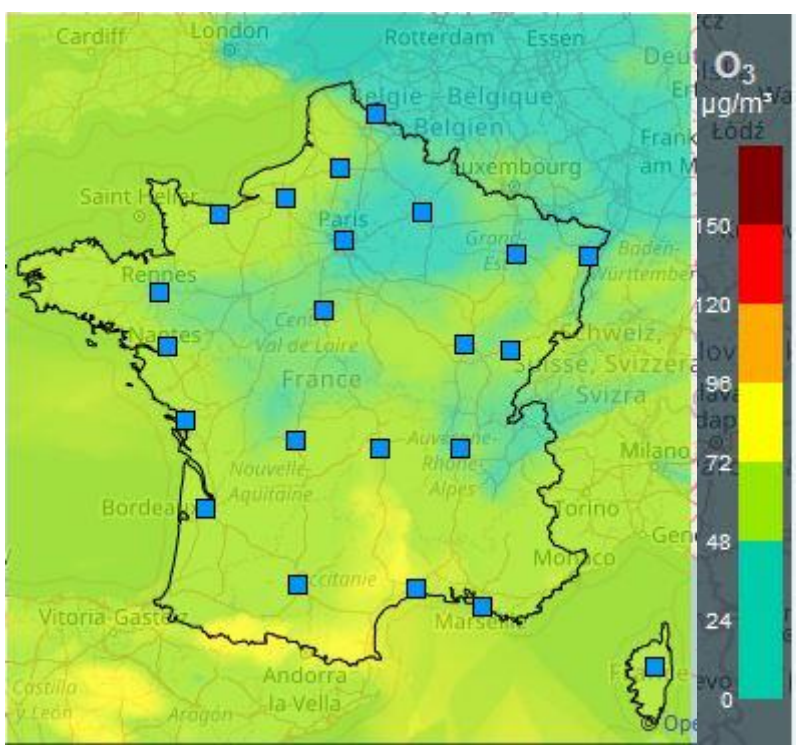 Cardiff
London
Rotterdam
Essen
O₃
µg/m³
België - Belgique
Belgien
Łódź
Frank
am M
Luxembourg
Saint Helier
Paris
150
Grand-
Est
Baden-
Württember
Rennes
120
Centre-
Val de Loire
Nantes
Schweiz,
Suisse, Svizzera
Svizra
France
96
72
Auvergne-
Rhône-
Alpes
Milano
Nouvelle-
Aquitaine
Bordeaux
Torino
48
Monaco
Occitanie
24
Vitoria-Gasteiz
Marseille
Andorra
la-Vella
Castilla
y León
Aragón
0
© Ope